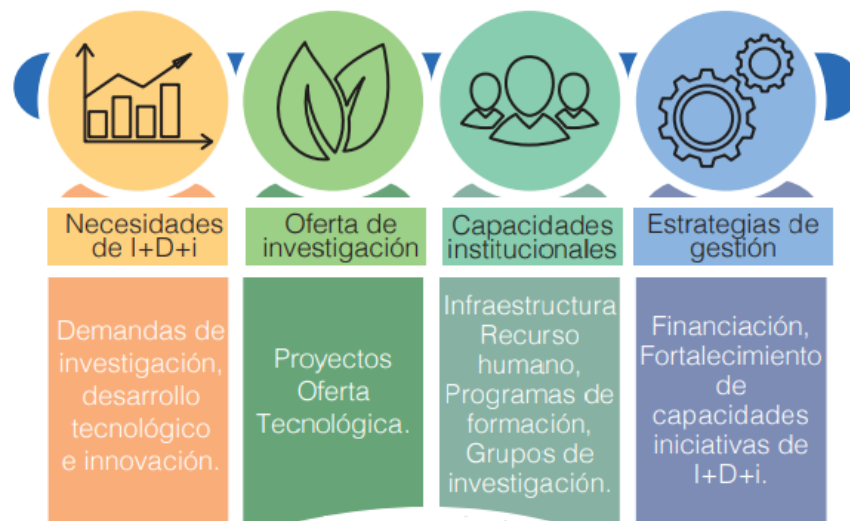 Necesidades
de I+D+i
Demandas de
investigación,
desarrollo
tecnológico
e innovación.
Oferta de
investigación
Proyectos
Oferta
Tecnológica.
Capacidades
institucionales
Infraestructura
Recurso
humano,
Programas de
formación,
Grupos de
investigación.
Estrategias de
gestión
Financiación,
Fortalecimiento
de
capacidades
iniciativas de
I+D+i.